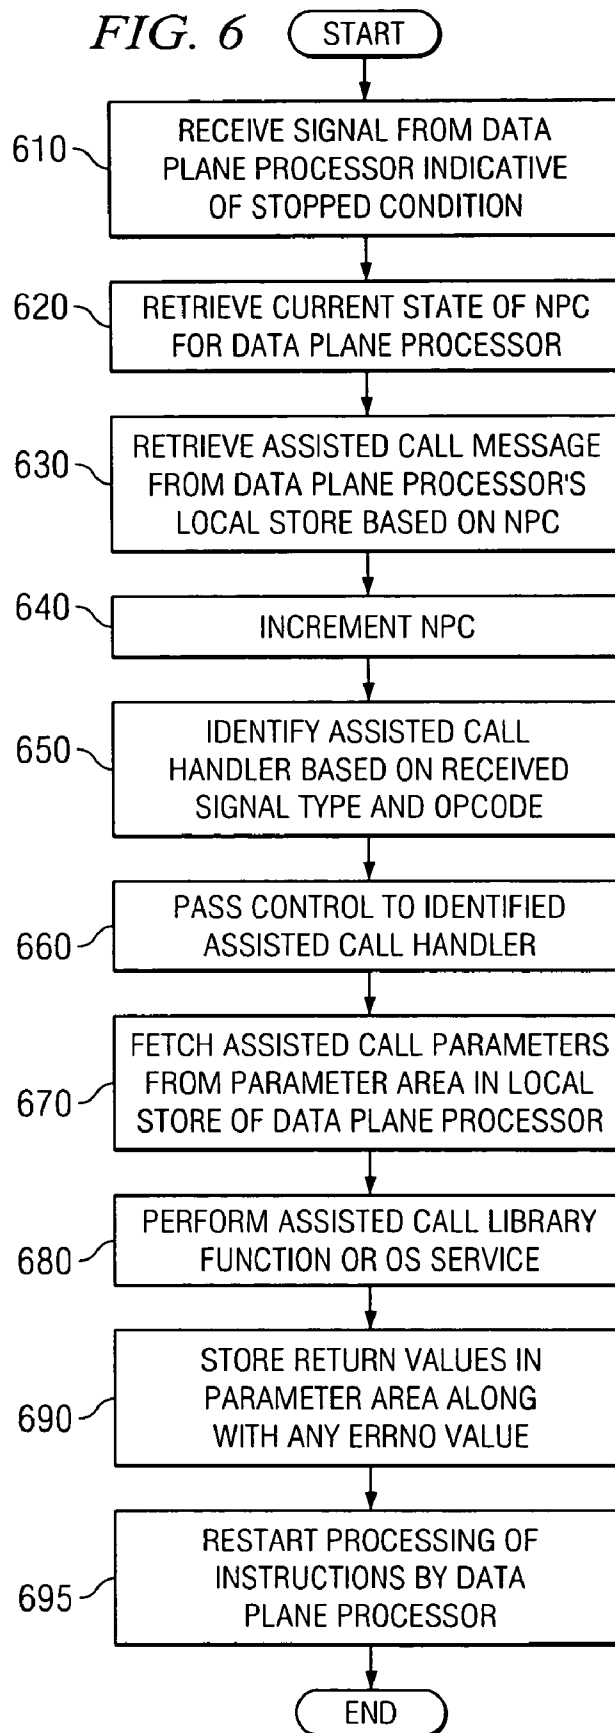 FIG. 6
START
610
RECEIVE SIGNAL FROM DATA
PLANE PROCESSOR INDICATIVE
OF STOPPED CONDITION
620
RETRIEVE CURRENT STATE OF NPC
FOR DATA PLANE PROCESSOR
630
RETRIEVE ASSISTED CALL MESSAGE
FROM DATA PLANE PROCESSOR'S
LOCAL STORE BASED ON NPC
640
INCREMENT NPC
650
IDENTIFY ASSISTED CALL
HANDLER BASED ON RECEIVED
SIGNAL TYPE AND OPCODE
660
PASS CONTROL TO IDENTIFIED
ASSISTED CALL HANDLER
670
FETCH ASSISTED CALL PARAMETERS
FROM PARAMETER AREA IN LOCAL
STORE OF DATA PLANE PROCESSOR
680
PERFORM ASSISTED CALL LIBRARY
FUNCTION OR OS SERVICE
690
STORE RETURN VALUES IN
PARAMETER AREA ALONG
WITH ANY ERRNO VALUE
695
RESTART PROCESSING OF
INSTRUCTIONS BY DATA
PLANE PROCESSOR
END